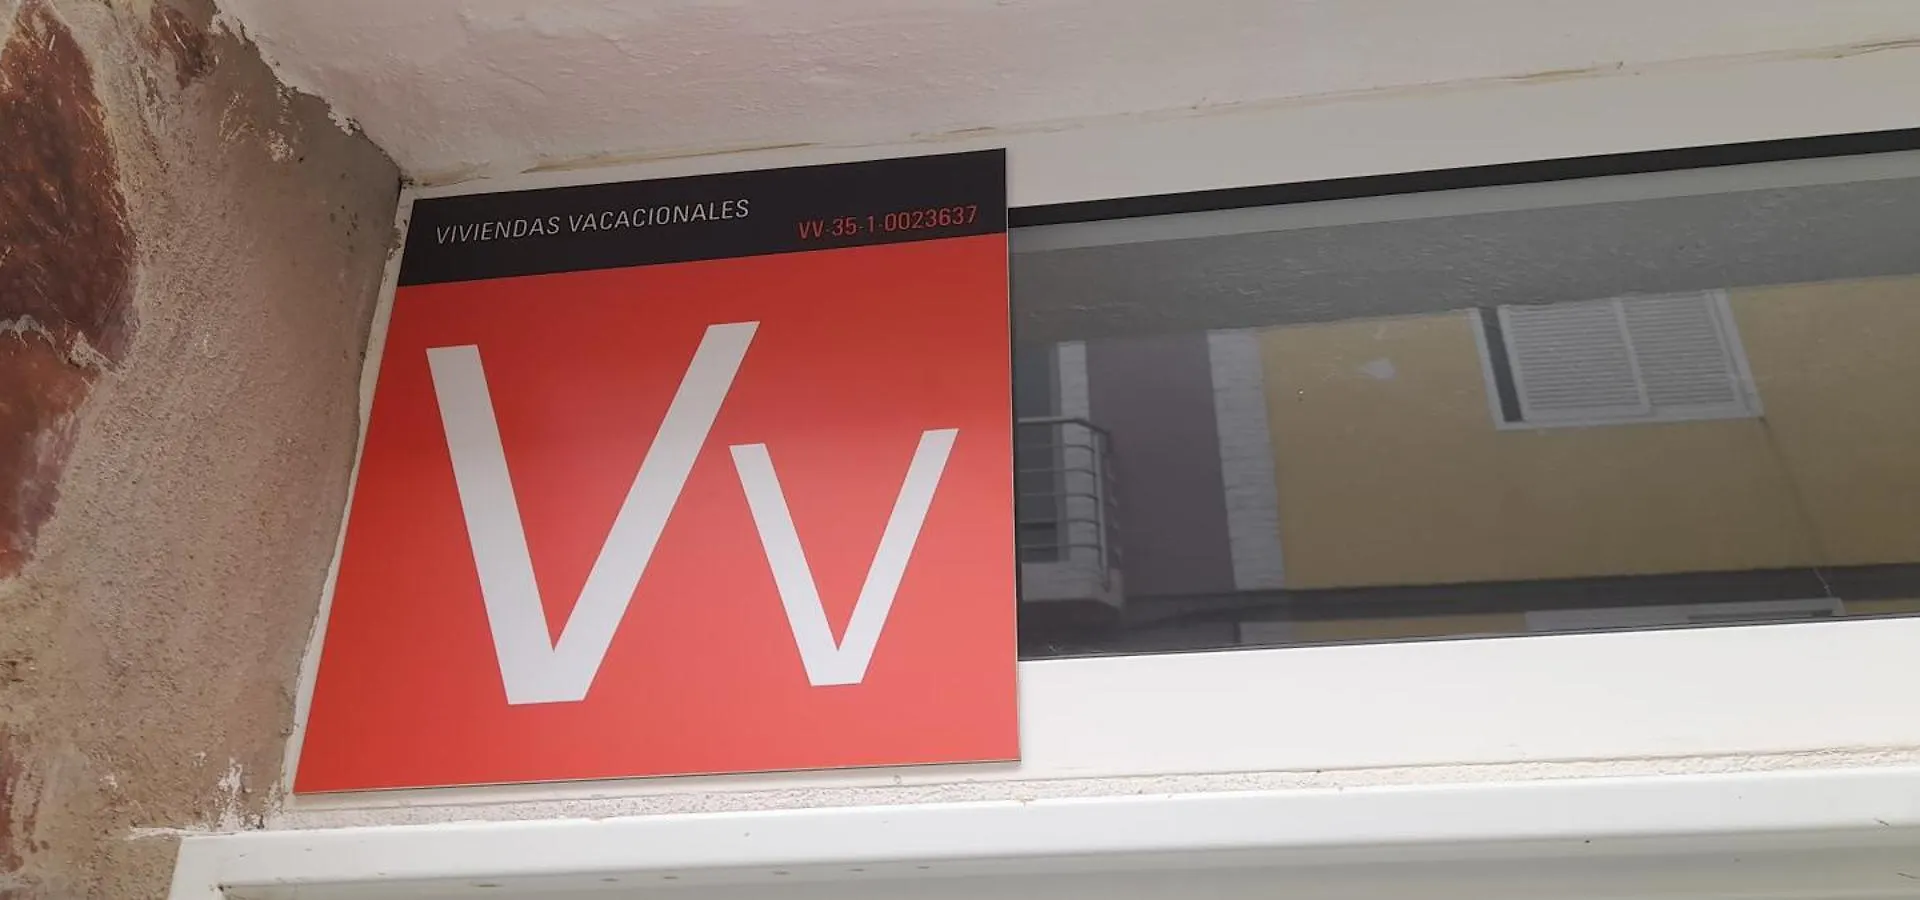 VIVIENDAS VACACIONALES
VV-35-1-0023637
Vv